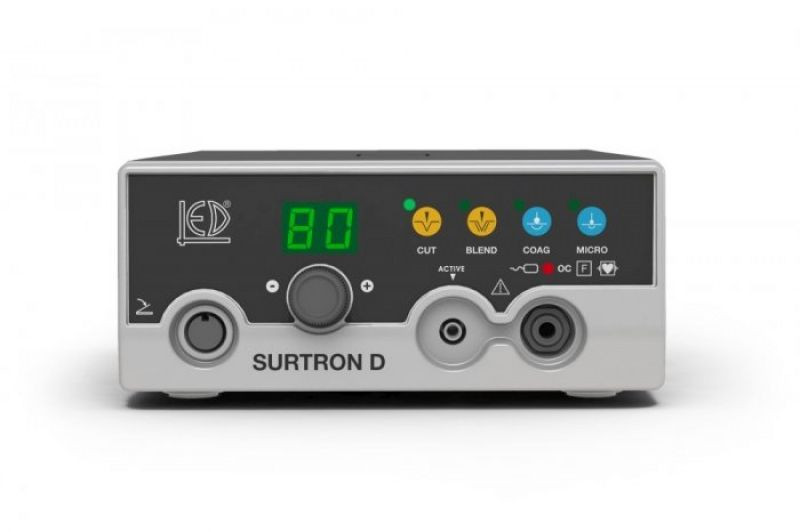 LED®
80
CUT BLEND COAG MICRO
ACTIVE
OC F
- +
SURTRON D